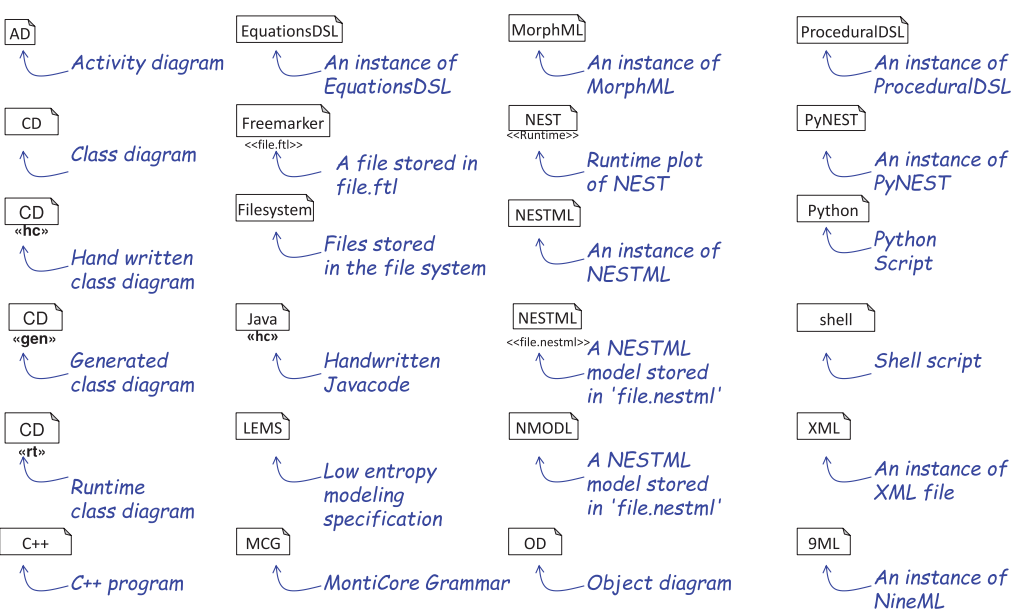 AD
Activity diagram
CD
Class diagram
CD
«hc»
Hand written
class diagram
CD
«gen»
Generated
class diagram
CD
«rt»
Runtime
class diagram
C++
C++ program
EquationsDSL
An instance of
EquationsDSL
Freemarker
<<file.ftl>>
A file stored in
file.ftl
Filesystem
Files stored
in the file system
Java
«hc»
Handwritten
Javacode
LEMS
Low entropy
modeling
specification
MCG
MontiCore Grammar
MorphML
An instance of
MorphML
NEST
<<Runtime>>
Runtime plot
of NEST
NESTML
An instance of
NESTML
NESTML
<<file.nestml>>
A NESTML
model stored
in 'file.nestml'
NMODL
A NESTML
model stored
in 'file.nestml'
OD
Object diagram
ProceduralDSL
An instance of
ProceduralDSL
PyNEST
An instance of
PyNEST
Python
Python
Script
shell
Shell script
XML
An instance of
XML file
9ML
An instance of
NineML